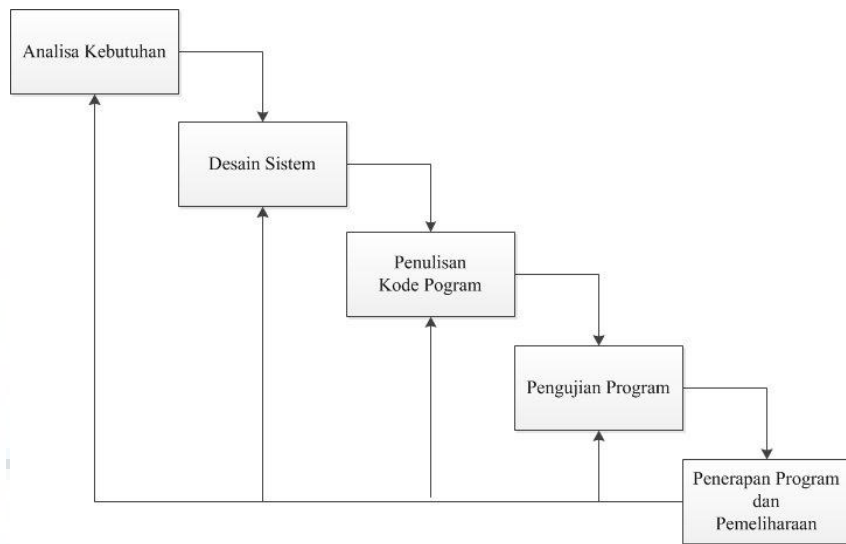 Analisa Kebutuhan
Desain Sistem
Penulisan
Kode Pogram
Pengujian Program
Penerapan Program
dan
Pemeliharaan